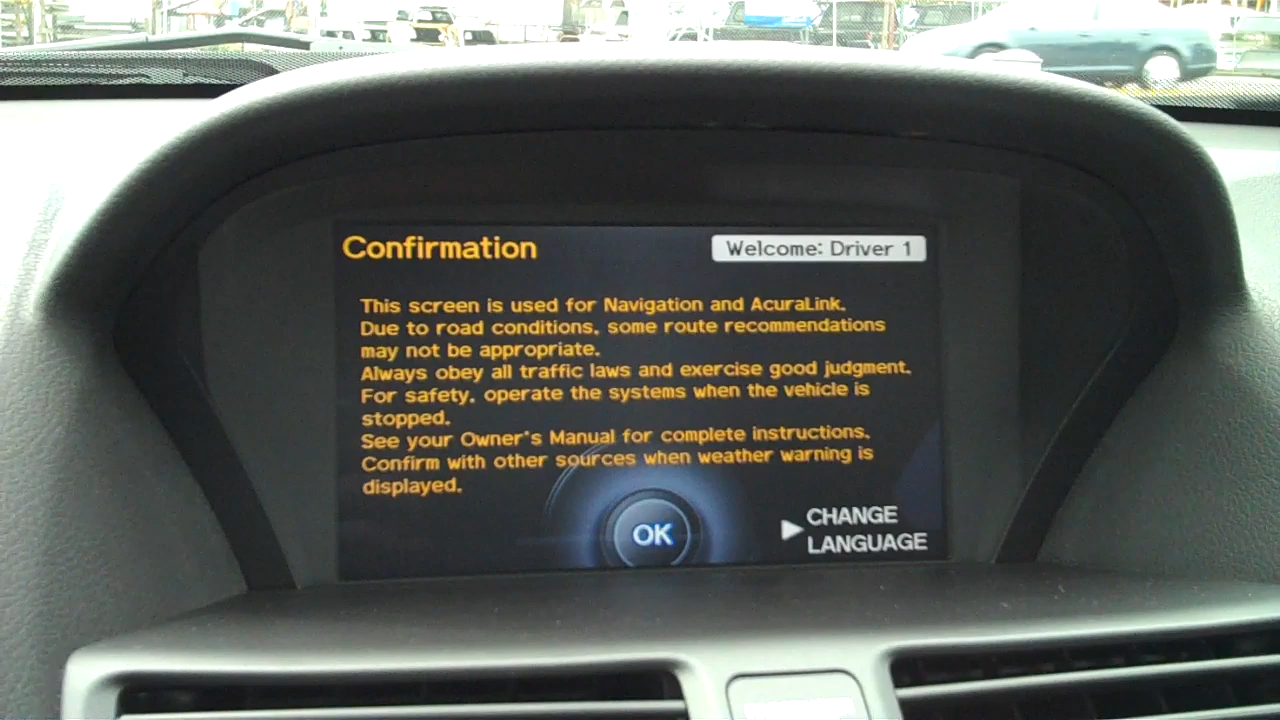 Confirmation
Welcome: Driver 1
This screen is used for Navigation and AcuraLink.
Due to road conditions, some route recommendations
may not be appropriate.
Always obey all traffic laws and exercise good judgment.
For safety, operate the systems when the vehicle is
stopped.
See your Owner's Manual for complete instructions.
Confirm with other sources when weather warning is
displayed.
OK
CHANGE
LANGUAGE